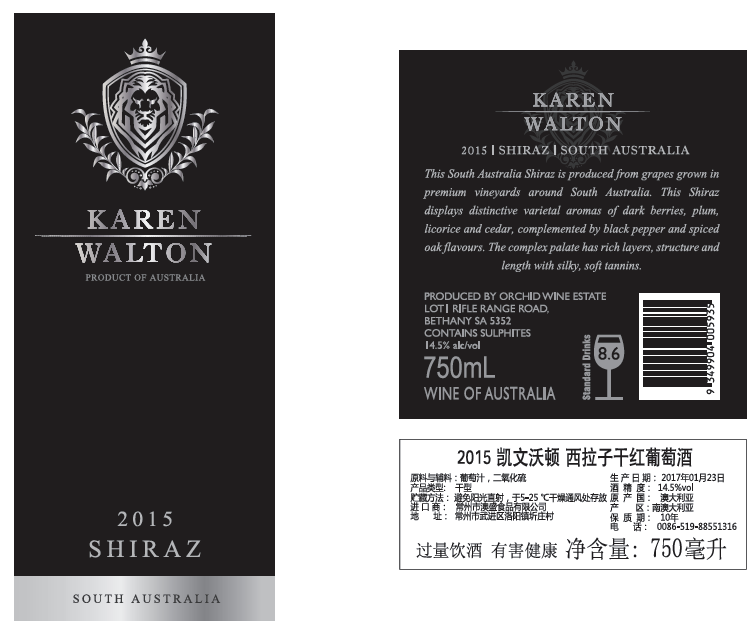 KAREN
WALTON
PRODUCT OF AUSTRALIA
2015
SHIRAZ
SOUTH AUSTRALIA
KAREN
WALTON
2015 | SHIRAZ | SOUTH AUSTRALIA
This South Australia Shiraz is produced from grapes grown in
premium vineyards around South Australia. This Shiraz
displays distinctive varietal aromas of dark berries, plum,
licorice and cedar, complemented by black pepper and spiced
oak flavours. The complex palate has rich layers, structure and
length with silky, soft tannins.
PRODUCED BY ORCHID WINE ESTATE
LOT1 RIFLE RANGE ROAD,
BETHANY SA 5352
CONTAINS SULPHITES
14.5% alc/vol
750mL
WINE OF AUSTRALIA
Standard Drinks
8.6
9 349904 005935
2015 凯文沃顿 西拉子干红葡萄酒
原料与辅料：葡萄汁，二氧化硫
产品类型： 干型
贮藏方法： 避免阳光直射，于5-25 ℃干燥通风处存放
进 口 商： 常州市澳盛食品有限公司
地 址： 常州市武进区洛阳镇圻庄村
生 产 日 期： 2017年01月23日
酒 精 度： 14.5%vol
原 产 国： 澳大利亚
产 区：南澳大利亚
保 质 期： 10年
电 话： 0086-519-88551316
过量饮酒 有害健康 净含量：750毫升